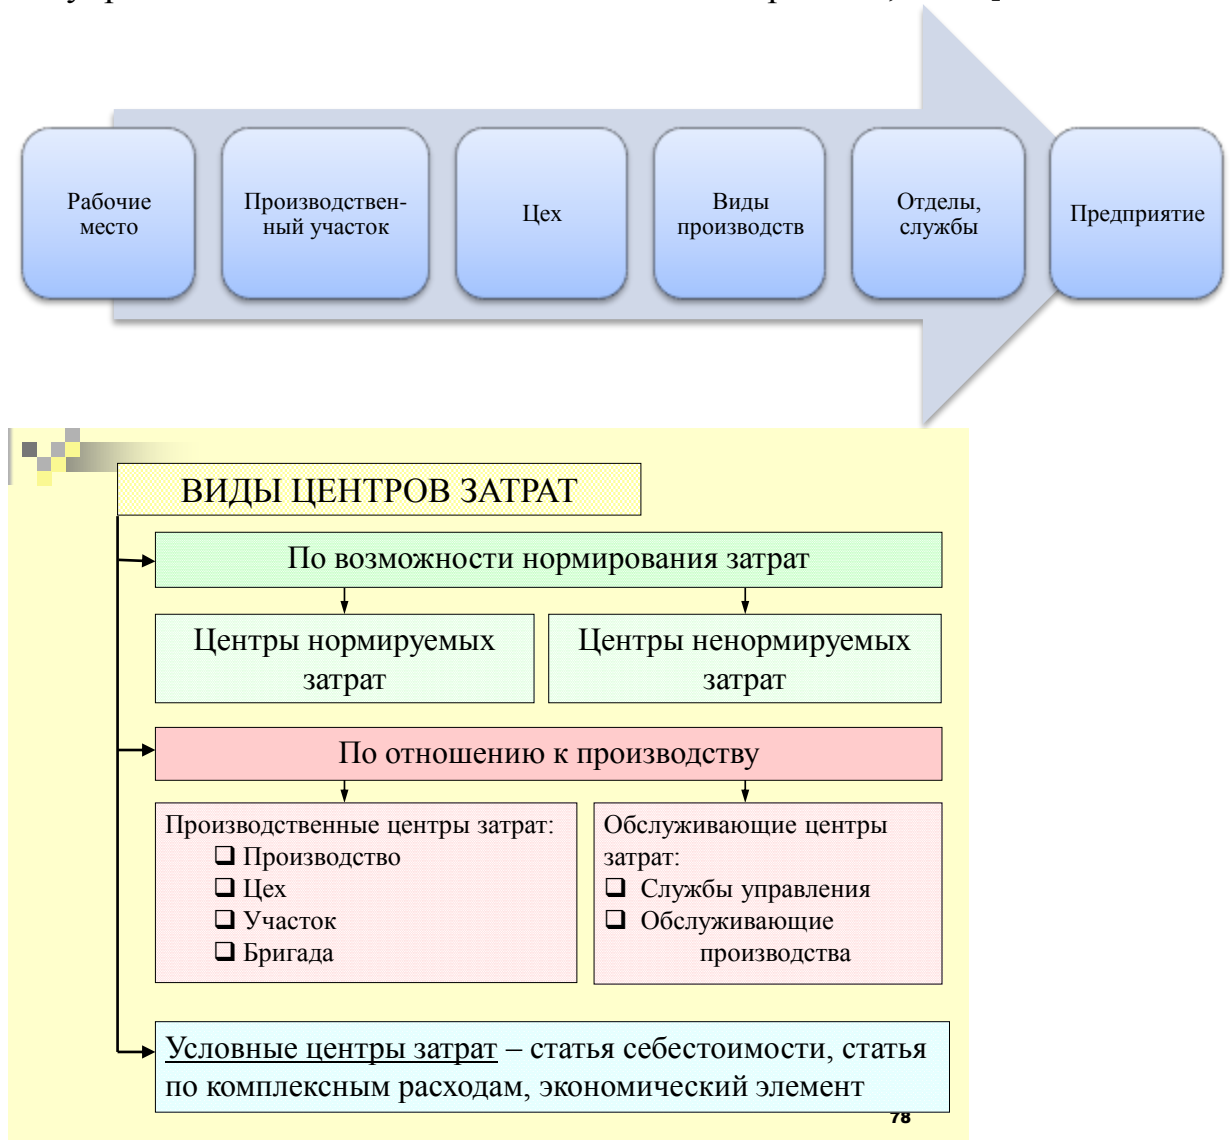 Рабочие
место
Производствен-
ный участок
Цех
Виды
производств
Отделы,
службы
Предприятие
ВИДЫ ЦЕНТРОВ ЗАТРАТ
По возможности нормирования затрат
Центры нормируемых
затрат
Центры ненормируемых
затрат
По отношению к производству
Производственные центры затрат:
❑ Производство
❑ Цех
❑ Участок
❑ Бригада
Обслуживающие центры
затрат:
❑ Службы управления
❑ Обслуживающие
производства
Условные центры затрат – статья себестоимости, статья
по комплексным расходам, экономический элемент
78